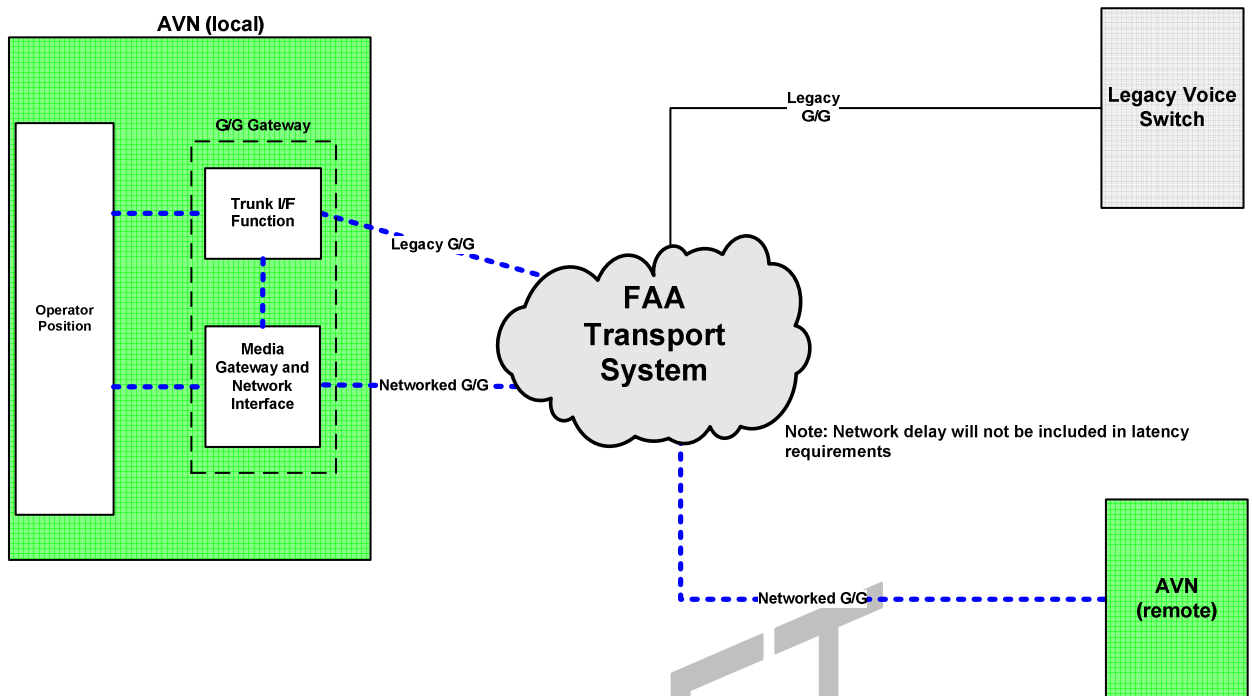 AVN (local)
G/G Gateway
Trunk I/F
Function
Operator
Position
Media
Gateway and
Network
Interface
Legacy G/G
Networked G/G
FAA
Transport
System
Legacy
G/G
Legacy Voice
Switch
Note: Network delay will not be included in latency
requirements
Networked G/G
AVN
(remote)